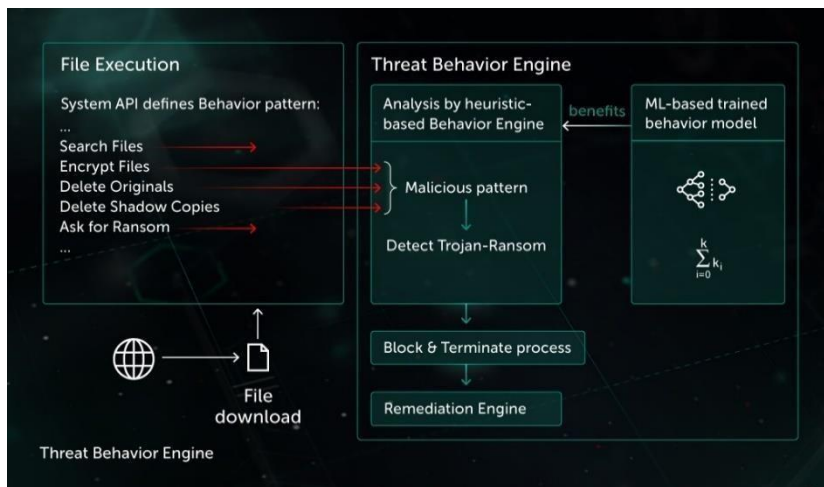 File Execution
System API defines Behavior pattern:
...
Search Files
Encrypt Files
Delete Originals
Delete Shadow Copies
Ask for Ransom
...
File
download
Threat Behavior Engine
Analysis by heuristic-
based Behavior Engine
Malicious pattern
Detect Trojan-Ransom
benefits
ML-based trained
behavior model
k
∑ kᵢ
i=0
Block & Terminate process
Remediation Engine
Threat Behavior Engine